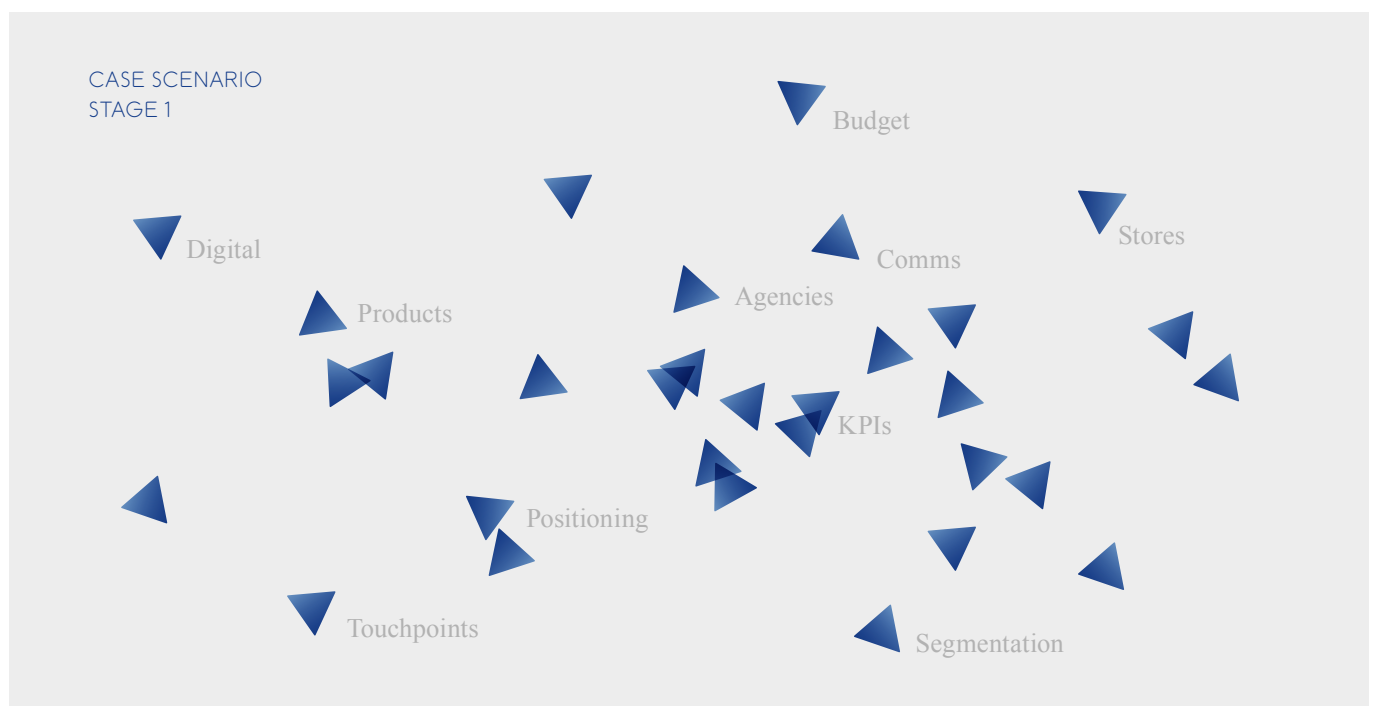 CASE SCENARIO
STAGE 1
Budget
Stores
Digital
Comms
Agencies
Products
KPIs
Positioning
Touchpoints
Segmentation